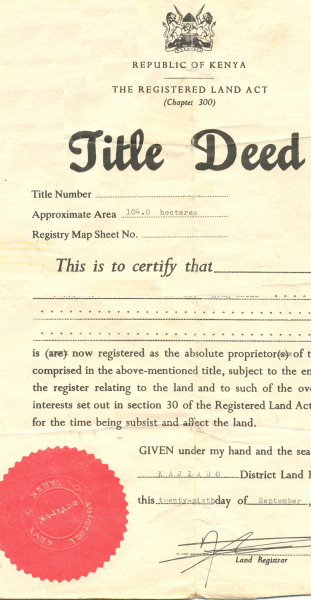 REPUBLIC OF KENYA
THE REGISTERED LAND ACT
(Chapter 300)
Title Deed
Title Number
Approximate Area 104.0 hectares
Registry Map Sheet No.
This is to certify that
is (are) now registered as the absolute proprietor(s) of t
comprised in the above-mentioned title, subject to the en
the register relating to the land and to such of the ove
interests set out in section 30 of the Registered Land Act
for the time being subsist and affect the land.
GIVEN under my hand and the sea
KAJIADO District Land R
this twenty-sixth day of September,
Land Registrar